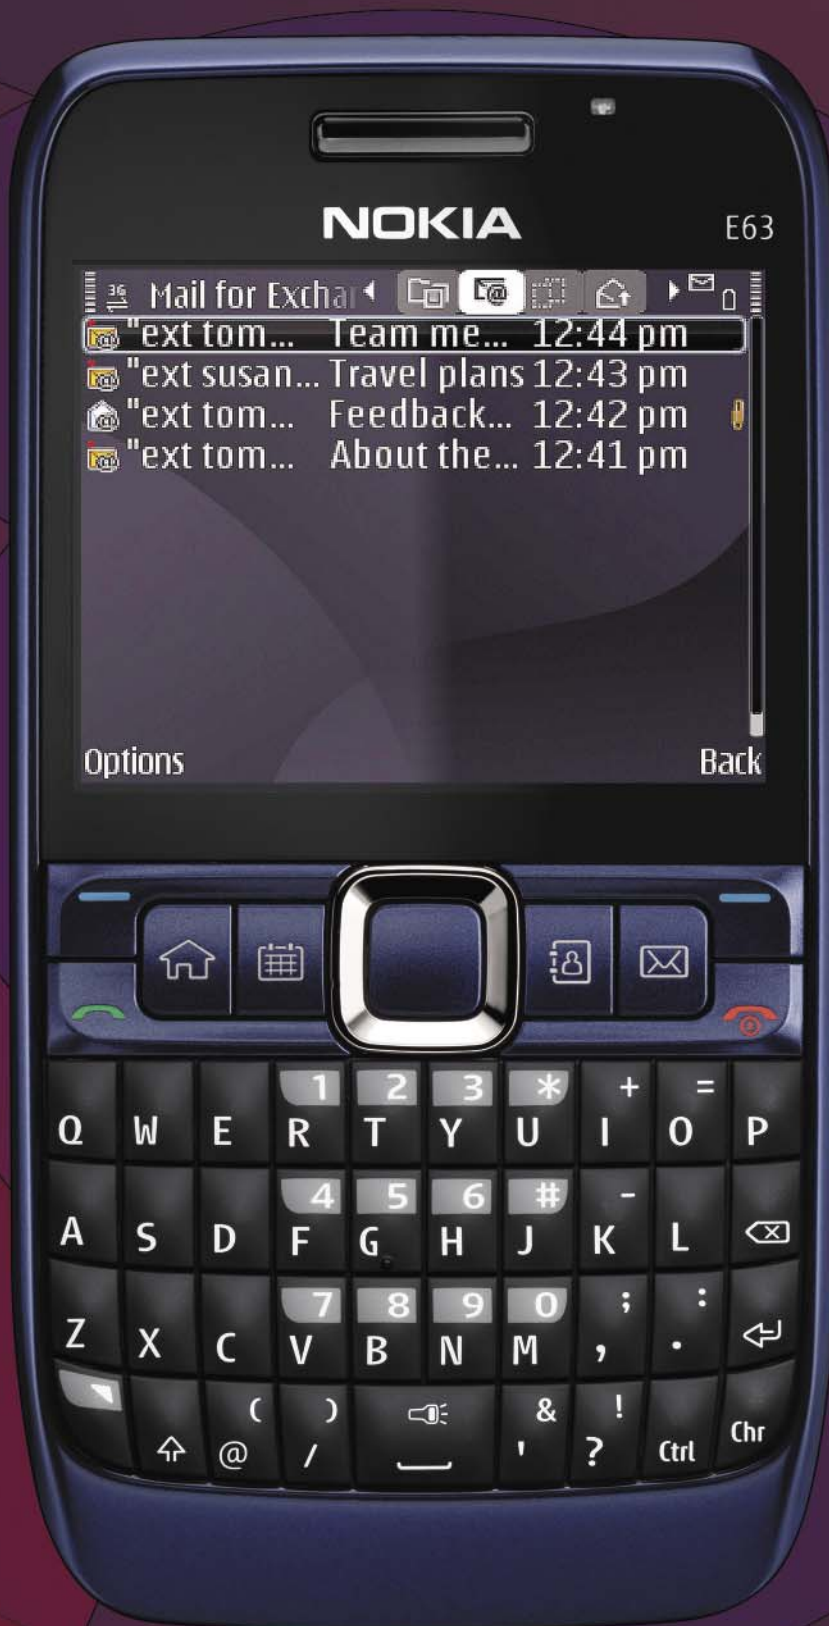 NOKIA
E63
3G Mail for Excha
"ext tom... Team me... 12:44 pm
"ext susan... Travel plans 12:43 pm
"ext tom... Feedback... 12:42 pm
"ext tom... About the... 12:41 pm
Options Back
1 2 3 * + =
Q W E R T Y U I O P
4 5 6 # -
A S D F G H J K L
7 8 9 0 ; :
Z X C V B N M , .
( ) & !
@ / ' ? Ctrl Chr